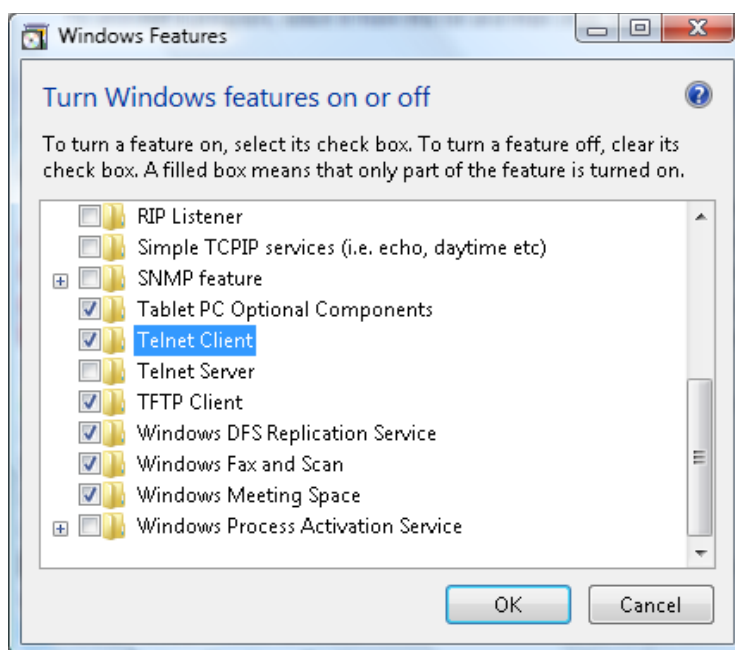 Windows Features
Turn Windows features on or off
To turn a feature on, select its check box. To turn a feature off, clear its
check box. A filled box means that only part of the feature is turned on.
RIP Listener
Simple TCPIP services (i.e. echo, daytime etc)
SNMP feature
Tablet PC Optional Components
Telnet Client
Telnet Server
TFTP Client
Windows DFS Replication Service
Windows Fax and Scan
Windows Meeting Space
Windows Process Activation Service
OK Cancel